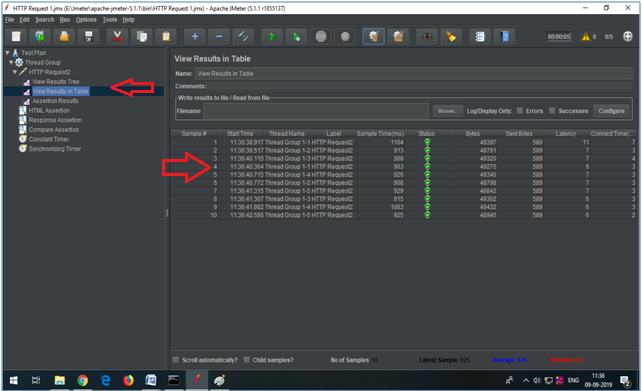 HTTP Request 1.jmx (E:\Jmeter\apache-jmeter-5.1.1\bin\HTTP Request 1.jmx) - Apache JMeter (5.1.1 r1855137)
File Edit Search Run Options Tools Help
00:00:05 0 0/5
Test Plan
Thread Group
HTTP Request2
View Results Tree
View Results in Table
Assertion Results
HTML Assertion
Response Assertion
Compare Assertion
Constant Timer
Synchronizing Timer
View Results in Table
Name: View Results in Table
Comments:
Write results to file / Read from file
Filename Browse... Log/Display Only: Errors Successes Configure
Sample # Start Time Thread Name Label Sample Time(ms) Status Bytes Sent Bytes Latency Connect Time(...
1 11:36:38.917 Thread Group 1-1 HTTP Request2 1104 49397 589 11 7
2 11:36:39.517 Thread Group 1-2 HTTP Request2 913 48791 589 7 3
3 11:36:40.115 Thread Group 1-3 HTTP Request2 908 49320 589 7 4
4 11:36:40.364 Thread Group 1-1 HTTP Request2 903 49275 589 6 3
5 11:36:40.715 Thread Group 1-4 HTTP Request2 926 49340 589 7 3
6 11:36:40.772 Thread Group 1-2 HTTP Request2 908 48798 589 7 3
7 11:36:41.315 Thread Group 1-5 HTTP Request2 929 48842 589 7 3
8 11:36:41.367 Thread Group 1-3 HTTP Request2 915 49302 589 6 3
9 11:36:41.982 Thread Group 1-4 HTTP Request2 1063 49432 589 6 3
10 11:36:42.586 Thread Group 1-5 HTTP Request2 925 48945 589 6 2
Scroll automatically? Child samples? No of Samples 10 Latest Sample 925 Average 949
ENG
11:36
09-09-2019